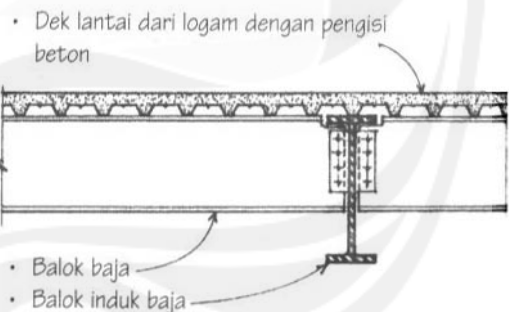 • Dek lantai dari logam dengan pengisi
beton
• Balok baja
• Balok induk baja